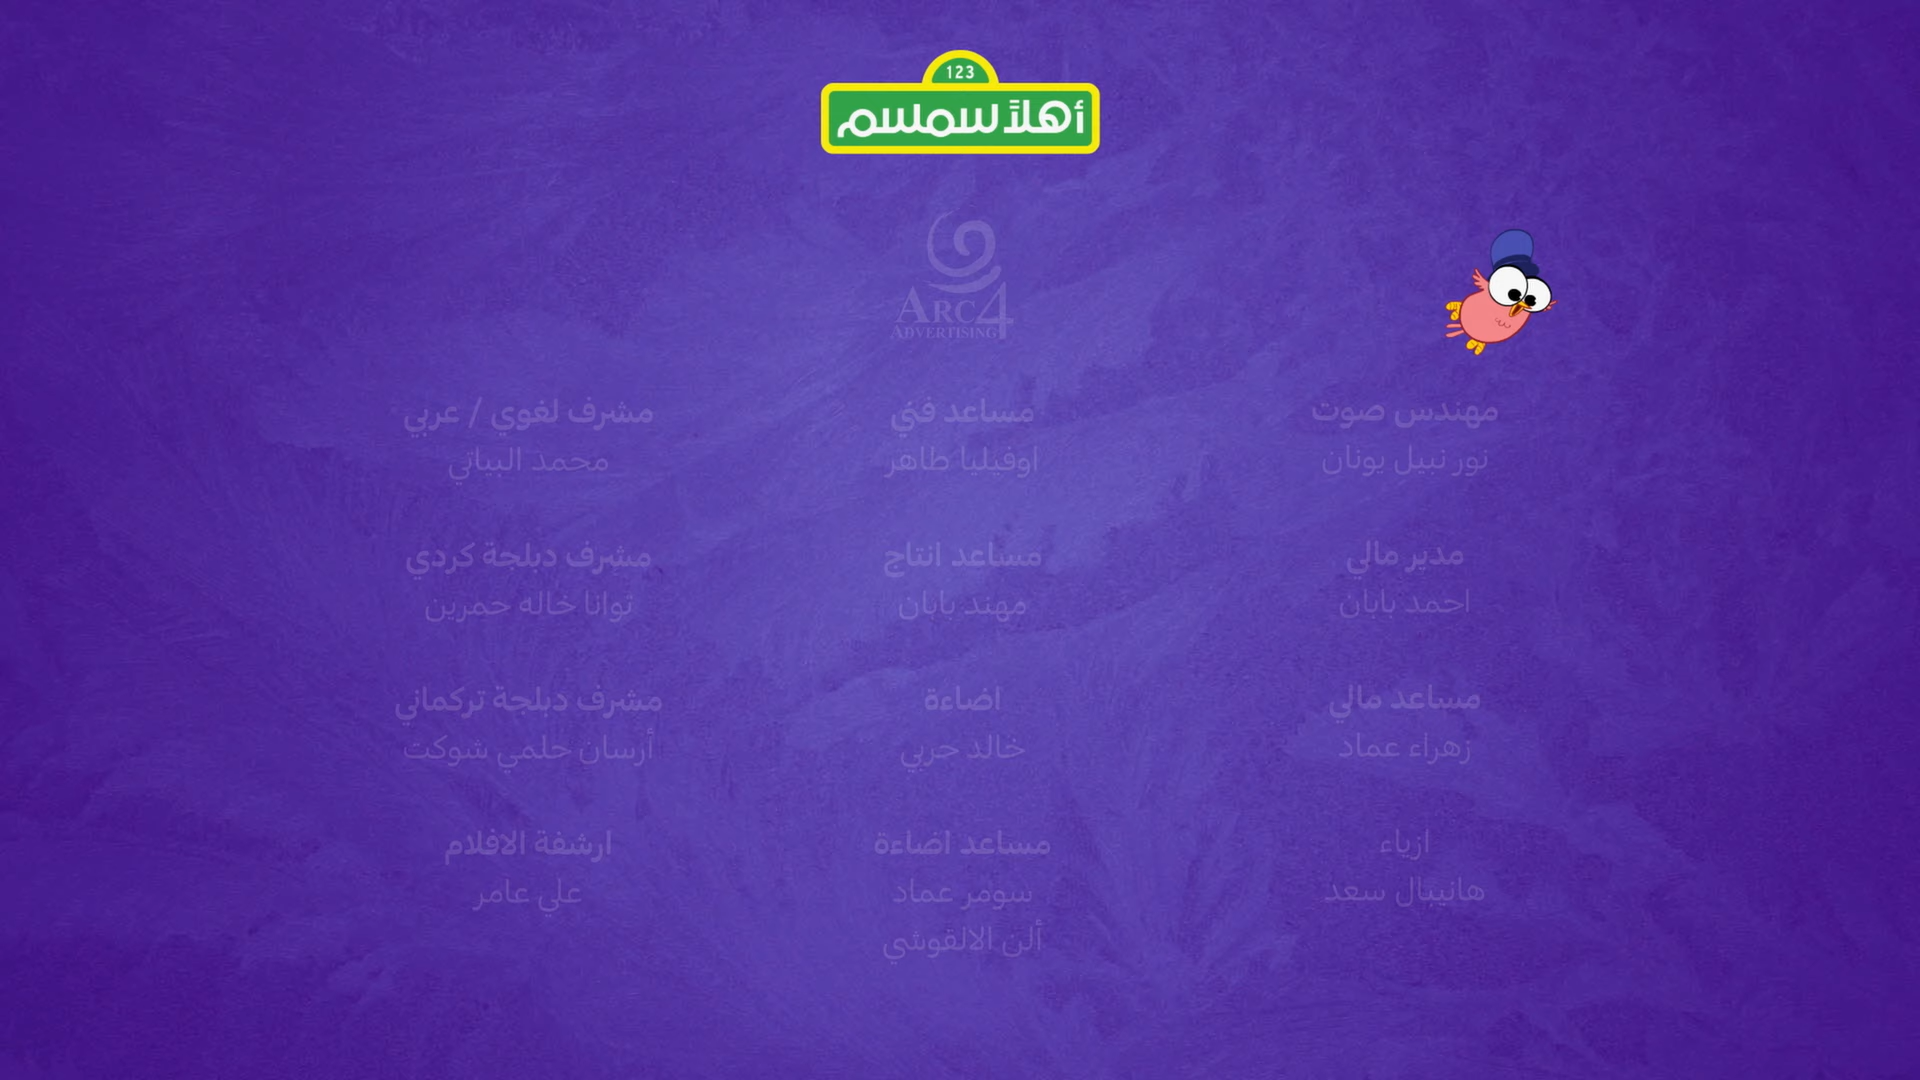 123
أهلاً سمسم
ARC4
ADVERTISING
مهندس صوت
نور نبيل يونان
مدير مالي
احمد بابان
مساعد مالي
زهراء عماد
ازياء
هانيبال سعد
مساعد فني
اوفيليا طاهر
مساعد انتاج
مهند بابان
اضاءة
خالد حربي
مساعد اضاءة
سومر عماد
ألن الالقوشي
مشرف لغوي / عربي
محمد البياتي
مشرف دبلجة كردي
توانا خاله حمرين
مشرف دبلجة تركماني
أرسان حلمي شوكت
ارشفة الافلام
علي عامر